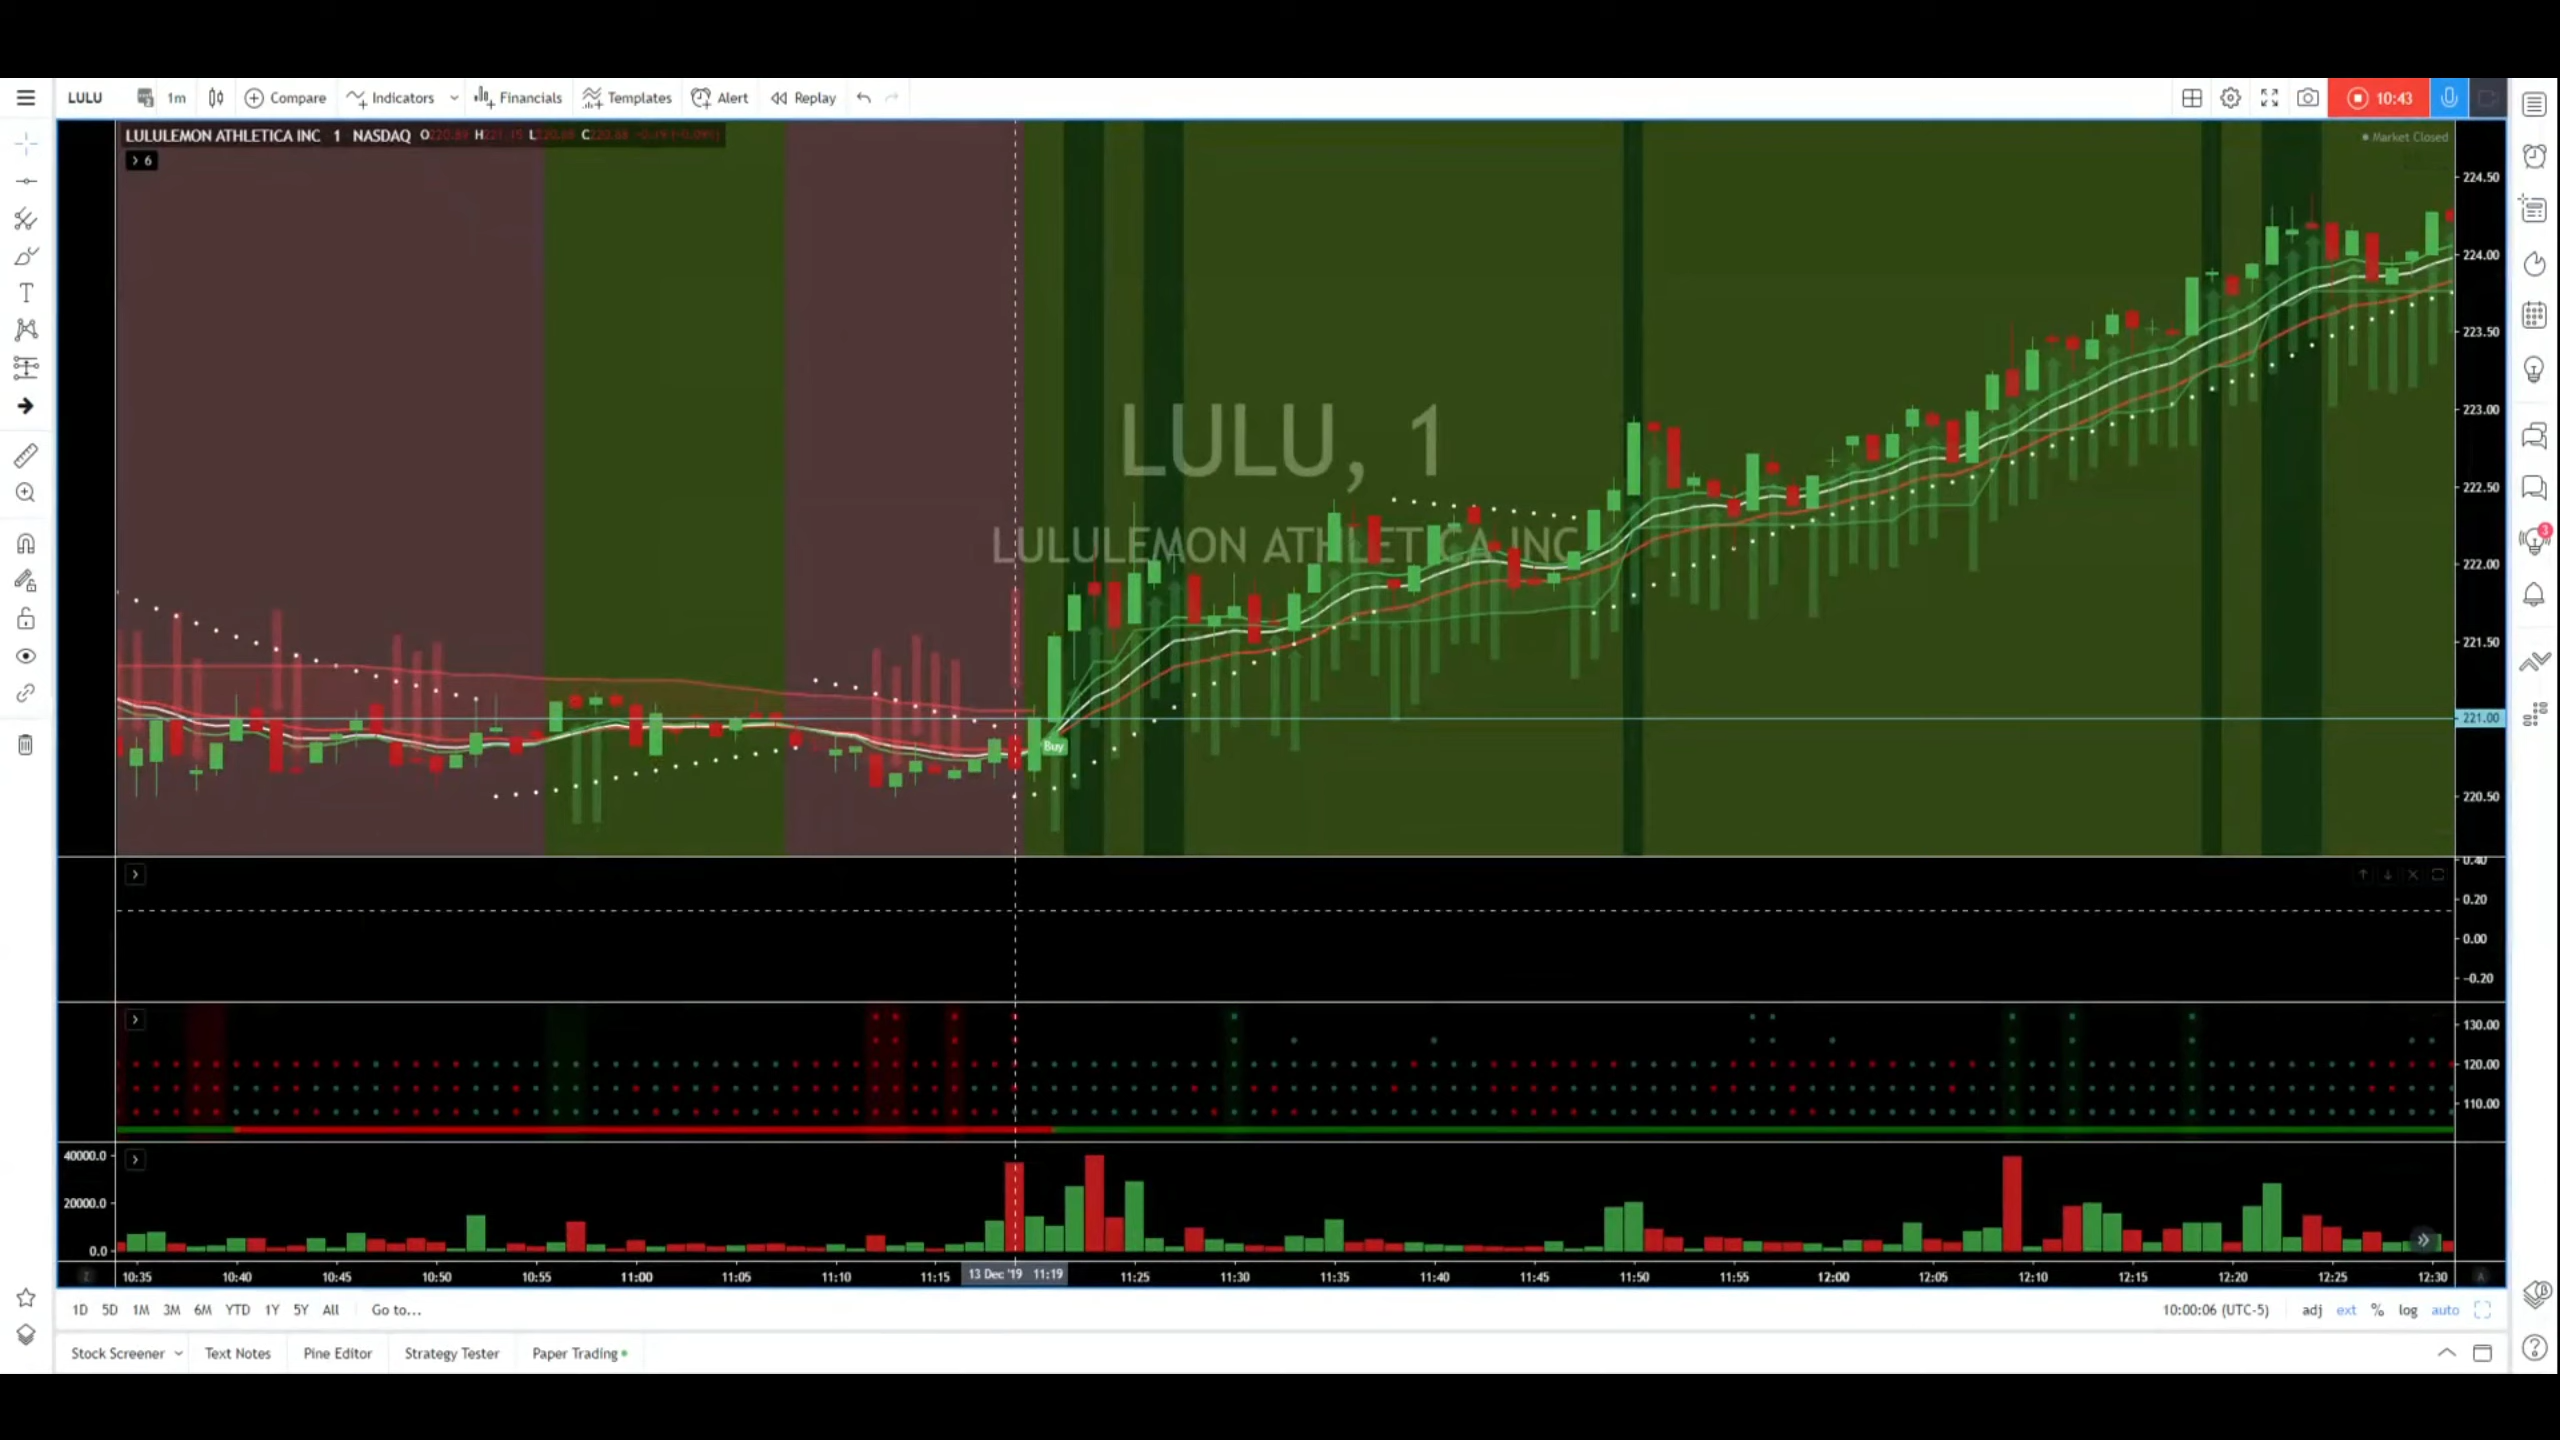 LULU 1m Compare Indicators Financials Templates Alert Replay 10:43
LULULEMON ATHLETICA INC 1 NASDAQ O H L C
Market Closed
6
224.50
224.00
223.50
223.00
222.50
222.00
221.50
221.00
220.50
LULU, 1
LULULEMON ATHLETICA INC
Buy
3
0.40
0.20
0.00
-0.20
130.00
120.00
110.00
40000.0
20000.0
0.0
10:35 10:40 10:45 10:50 10:55 11:00 11:05 11:10 11:15 13 Dec '19 11:19 11:25 11:30 11:35 11:40 11:45 11:50 11:55 12:00 12:05 12:10 12:15 12:20 12:25 12:30
1D 5D 1M 3M 6M YTD 1Y 5Y All Go to... 10:00:06 (UTC-5) adj ext % log auto
Stock Screener Text Notes Pine Editor Strategy Tester Paper Trading